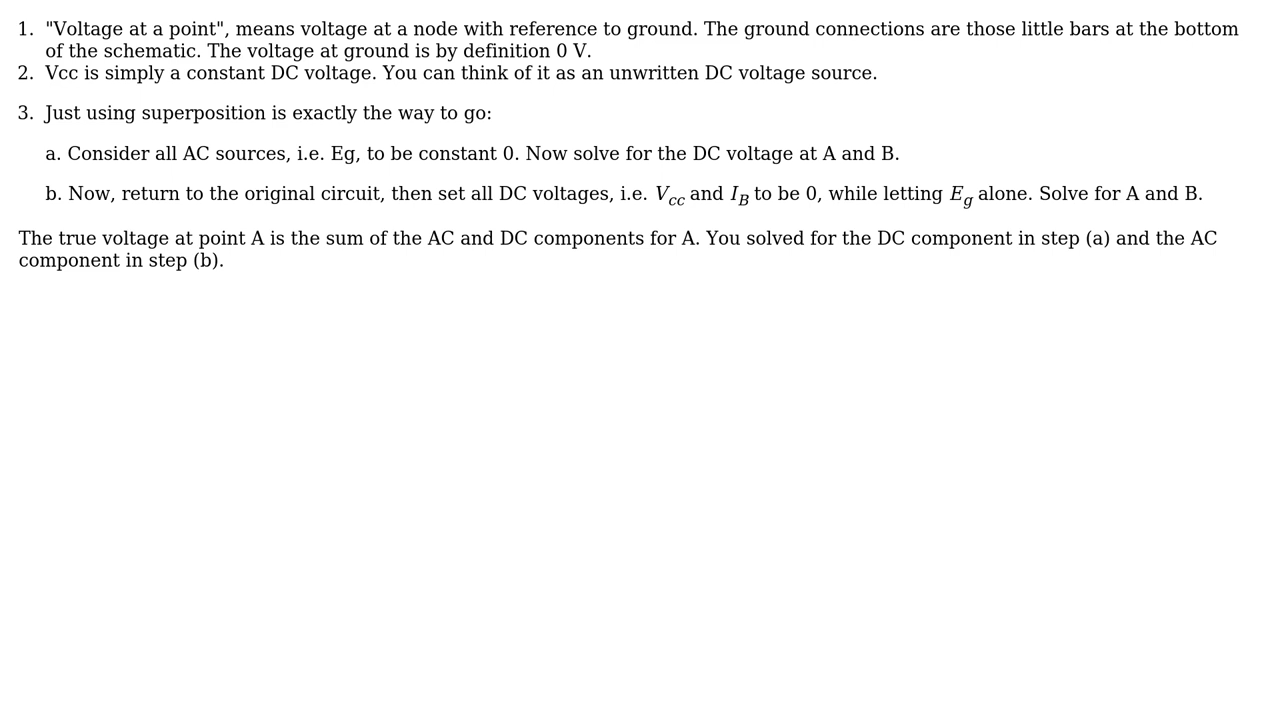 1. "Voltage at a point", means voltage at a node with reference to ground. The ground connections are those little bars at the bottom
of the schematic. The voltage at ground is by definition 0 V.
2. Vcc is simply a constant DC voltage. You can think of it as an unwritten DC voltage source.
3. Just using superposition is exactly the way to go:
a. Consider all AC sources, i.e. Eg, to be constant 0. Now solve for the DC voltage at A and B.
b. Now, return to the original circuit, then set all DC voltages, i.e. $V_{cc}$ and $I_B$ to be 0, while letting $E_g$ alone. Solve for A and B.
The true voltage at point A is the sum of the AC and DC components for A. You solved for the DC component in step (a) and the AC
component in step (b).